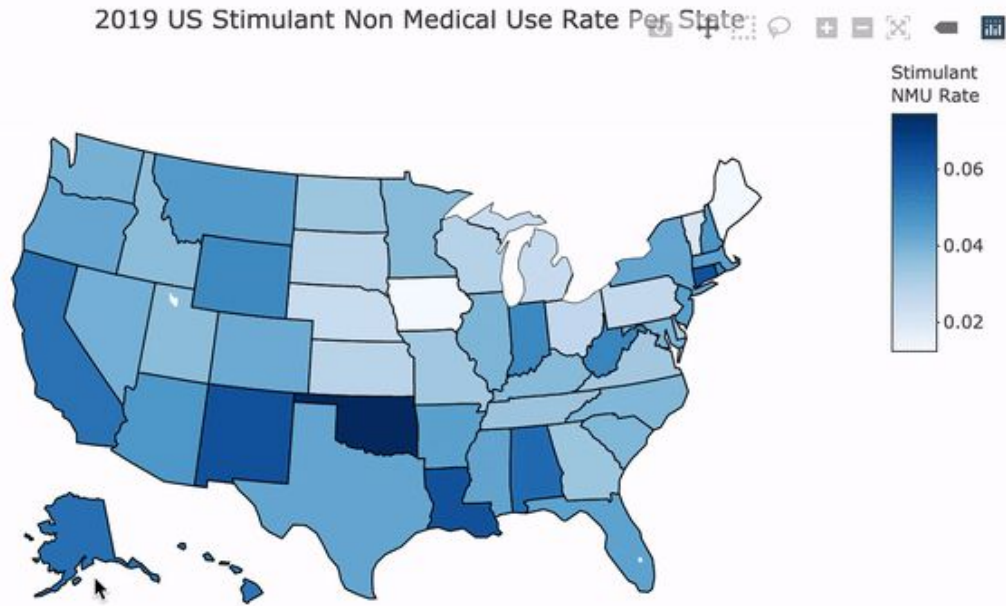 2019 US Stimulant Non Medical Use Rate Per State
Stimulant
NMU Rate
0.06
0.04
0.02